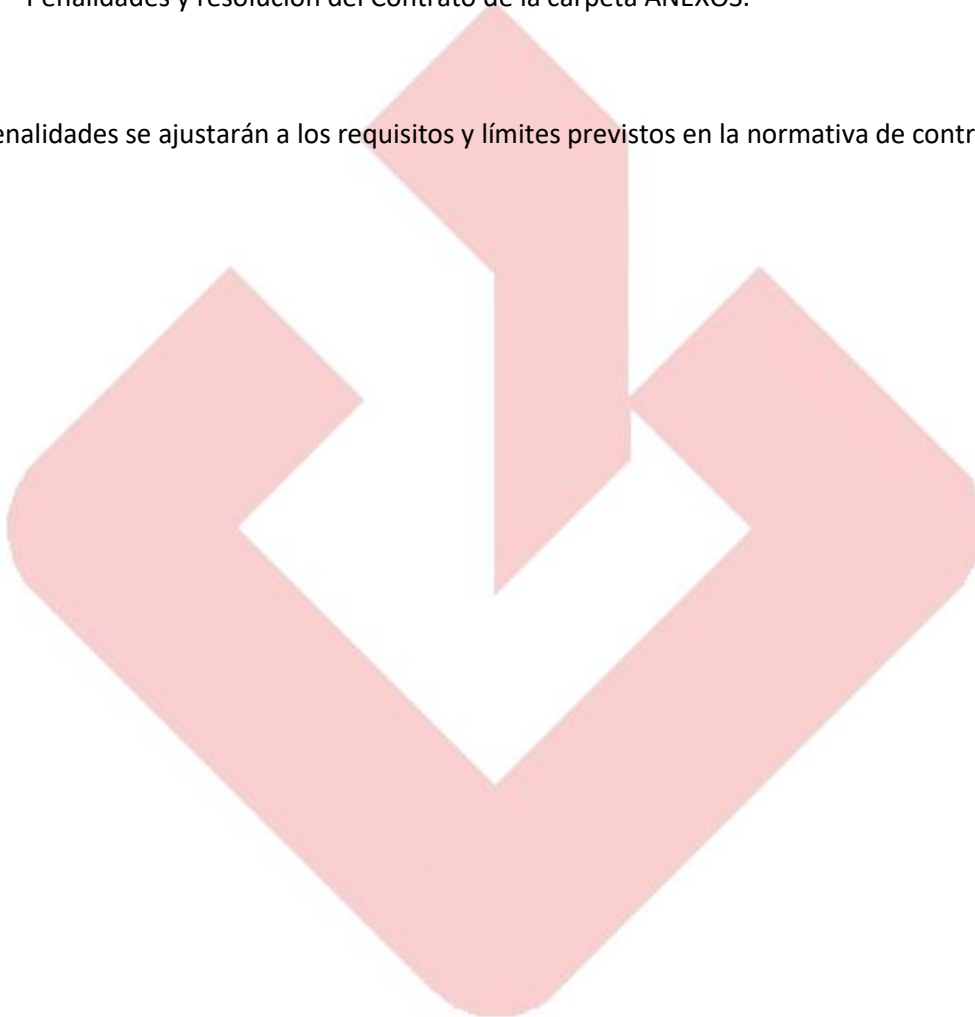 Penalidades y resolución del Contrato de la carpeta ANEXOS.
enalidades se ajustarán a los requisitos y límites previstos en la normativa de contr